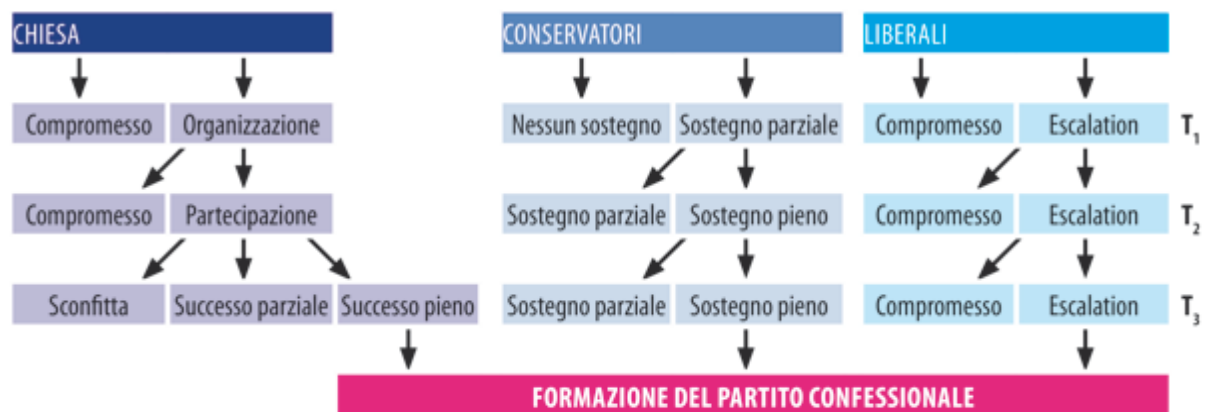 CHIESA CONSERVATORI LIBERALI
Compromesso Organizzazione Nessun sostegno Sostegno parziale Compromesso Escalation T1
Compromesso Partecipazione Sostegno parziale Sostegno pieno Compromesso Escalation T2
Sconfitta Successo parziale Successo pieno Sostegno parziale Sostegno pieno Compromesso Escalation T3
FORMAZIONE DEL PARTITO CONFESSIONALE